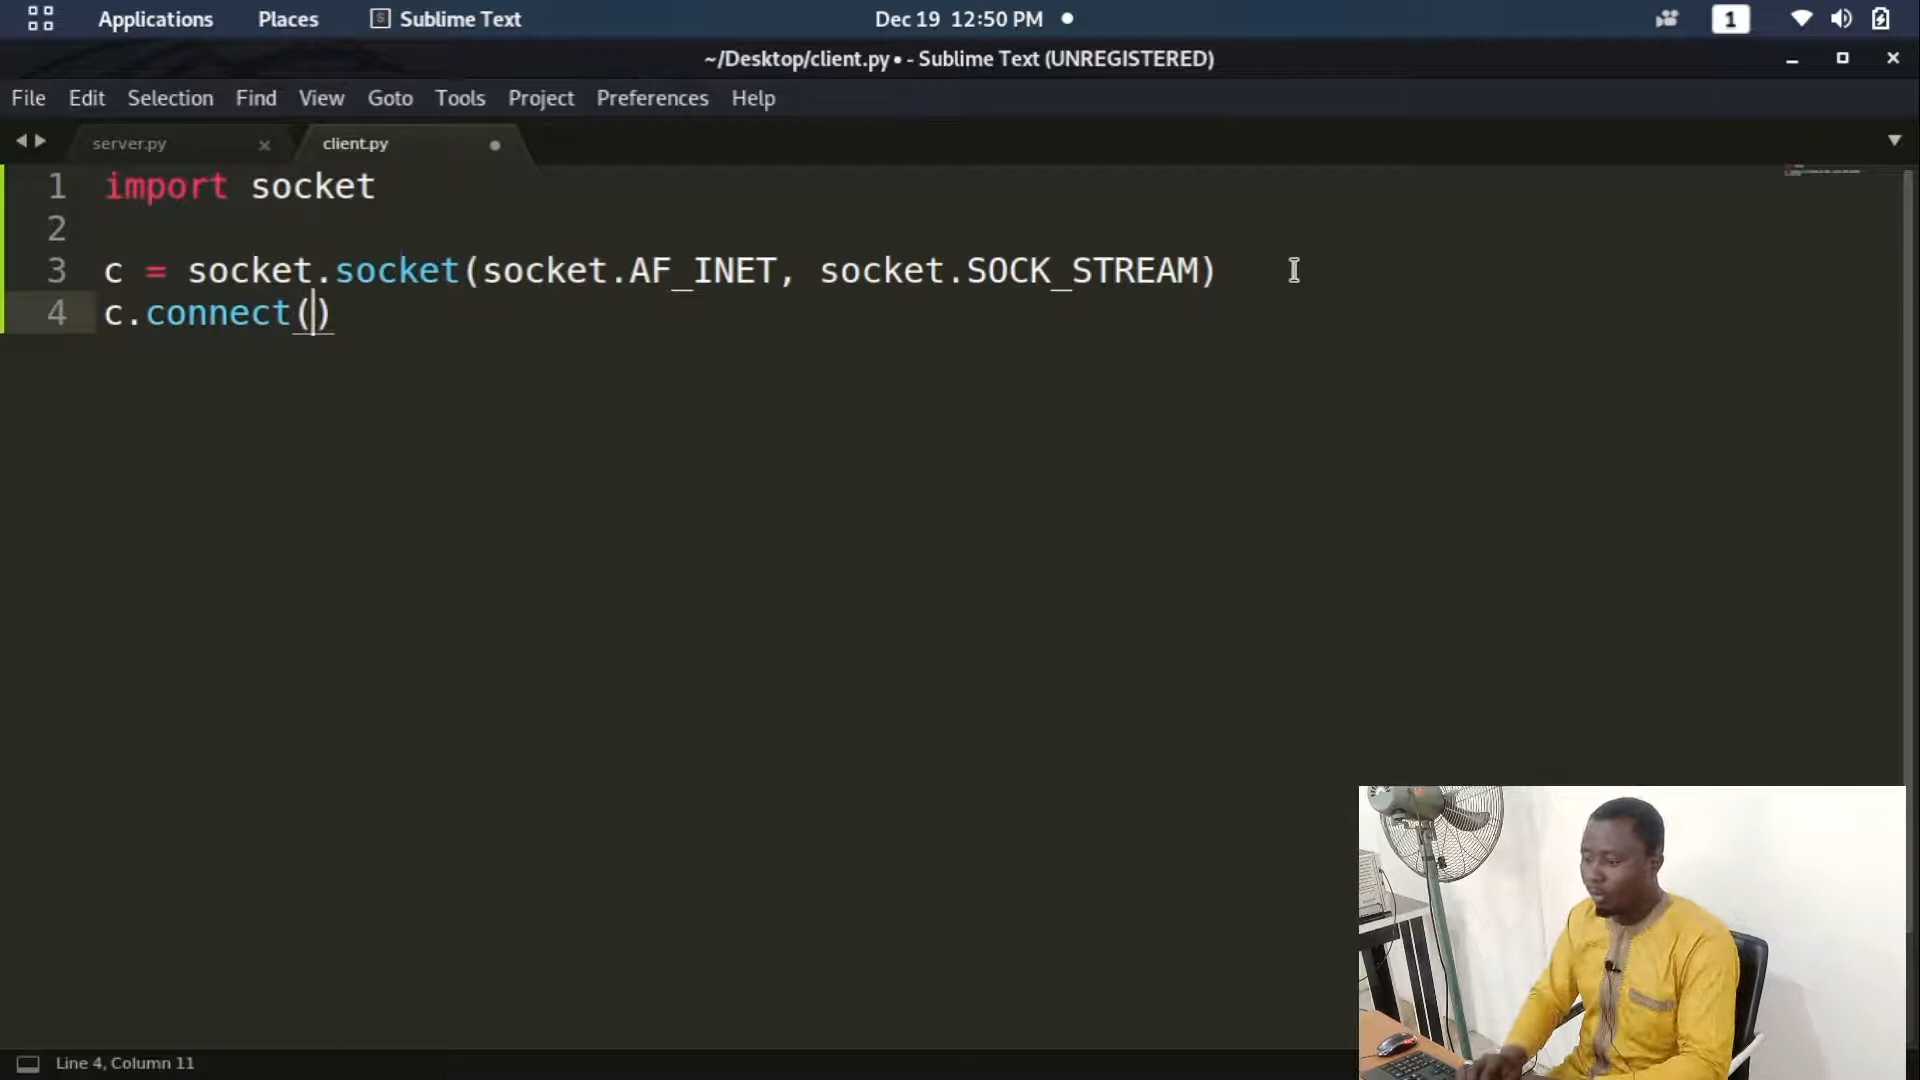 Applications Places Sublime Text Dec 19 12:50 PM 1
~/Desktop/client.py • - Sublime Text (UNREGISTERED)
File Edit Selection Find View Goto Tools Project Preferences Help
server.py client.py
1 import socket
2
3 c = socket.socket(socket.AF_INET, socket.SOCK_STREAM)
4 c.connect()
Line 4, Column 11